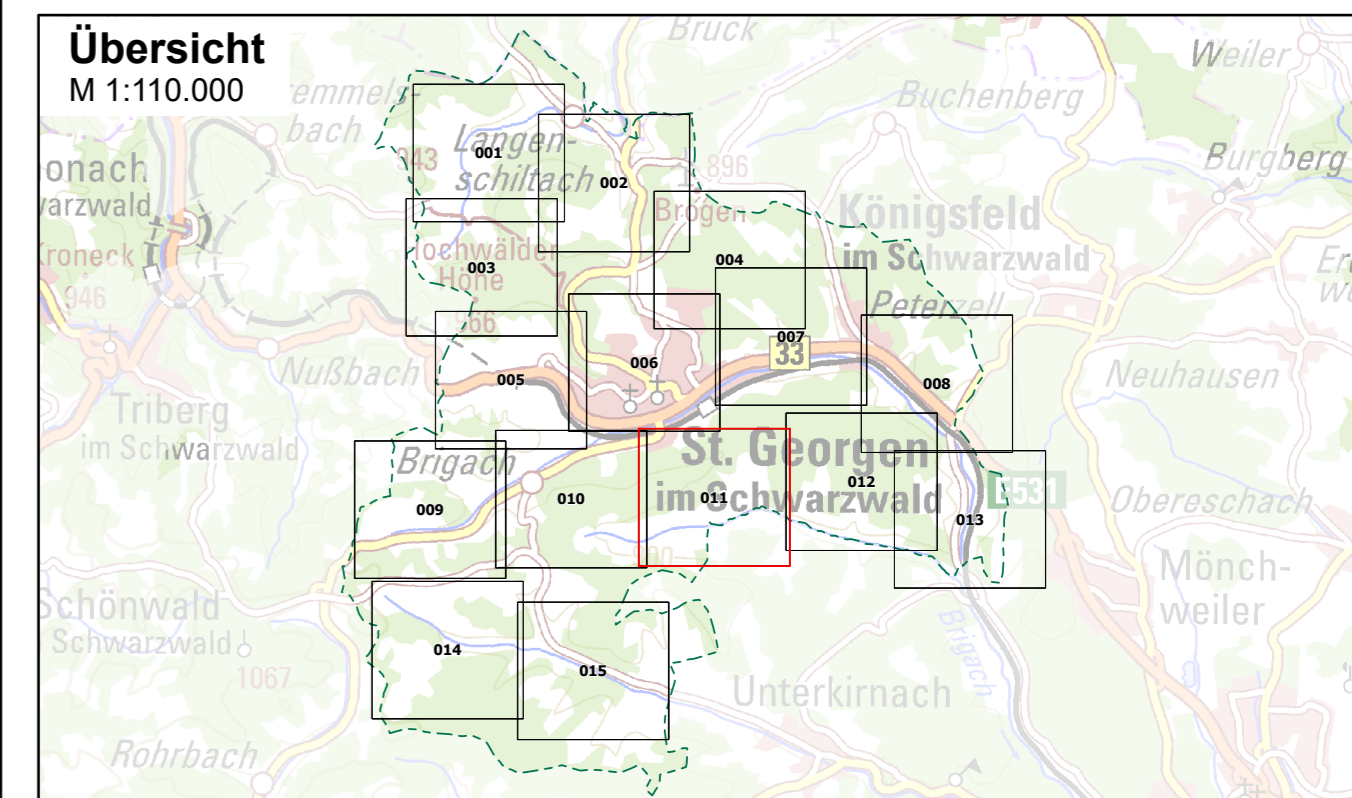 Übersicht
M 1:110.000
Bruck
Weiler
emmels-
bach
Buchenberg
Langen-
schiltach
001
943
002
896
Burgberg
onach
warzwald
Brogen
Königsfeld
im Schwarzwald
Hochwälder
Höhe
003
004
kroneck
946
966
Peterzell
007
33
006
Nußbach
005
008
Neuhausen
Triberg
im Schwarzwald
St. Georgen
im Schwarzwald
Brigach
009
010
011
012
013
E531
Obereschach
Mönch-
weiler
Schönwald
Schwarzwald
1067
014
015
Brigach
Unterkirnach
Rohrbach